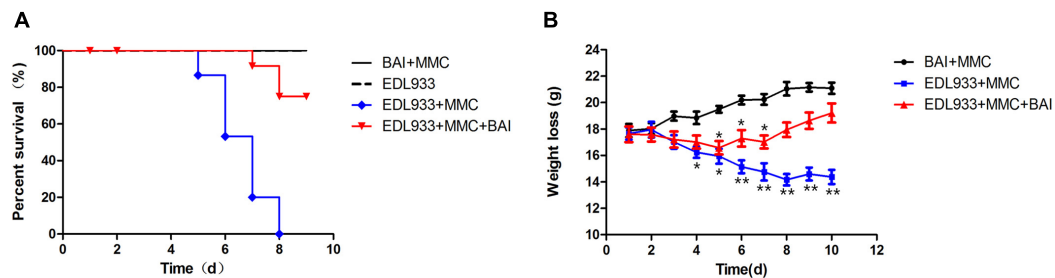 A
Percent survival (%)
100
80
60
40
20
0
0 2 4 6 8 10
Time (d)
BAI+MMC
EDL933
EDL933+MMC
EDL933+MMC+BAI
B
Weight loss (g)
24
22
20
18
16
14
12
10
0 2 4 6 8 10 12
Time(d)
* * *
* * ** ** ** ** **
BAI+MMC
EDL933+MMC
EDL933+MMC+BAI